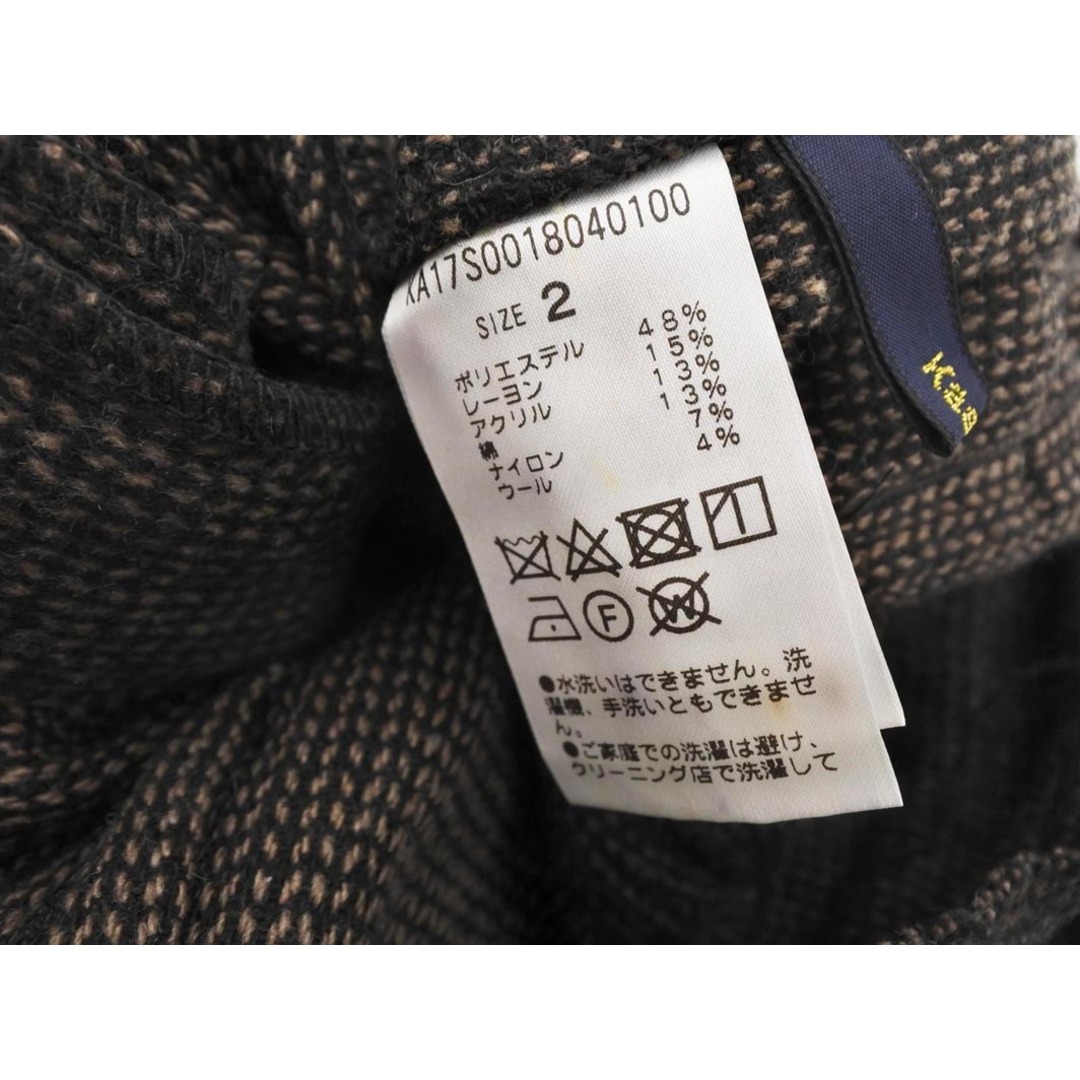 KA17S0018040100
SIZE 2
ポリエステル 48%
レーヨン 15%
アクリル 13%
綿 13%
ナイロン 7%
ウール 4%
F W
●水洗いはできません。洗
濯機、手洗いともできませ
ん。
●ご家庭での洗濯は避け、
クリーニング店で洗濯して